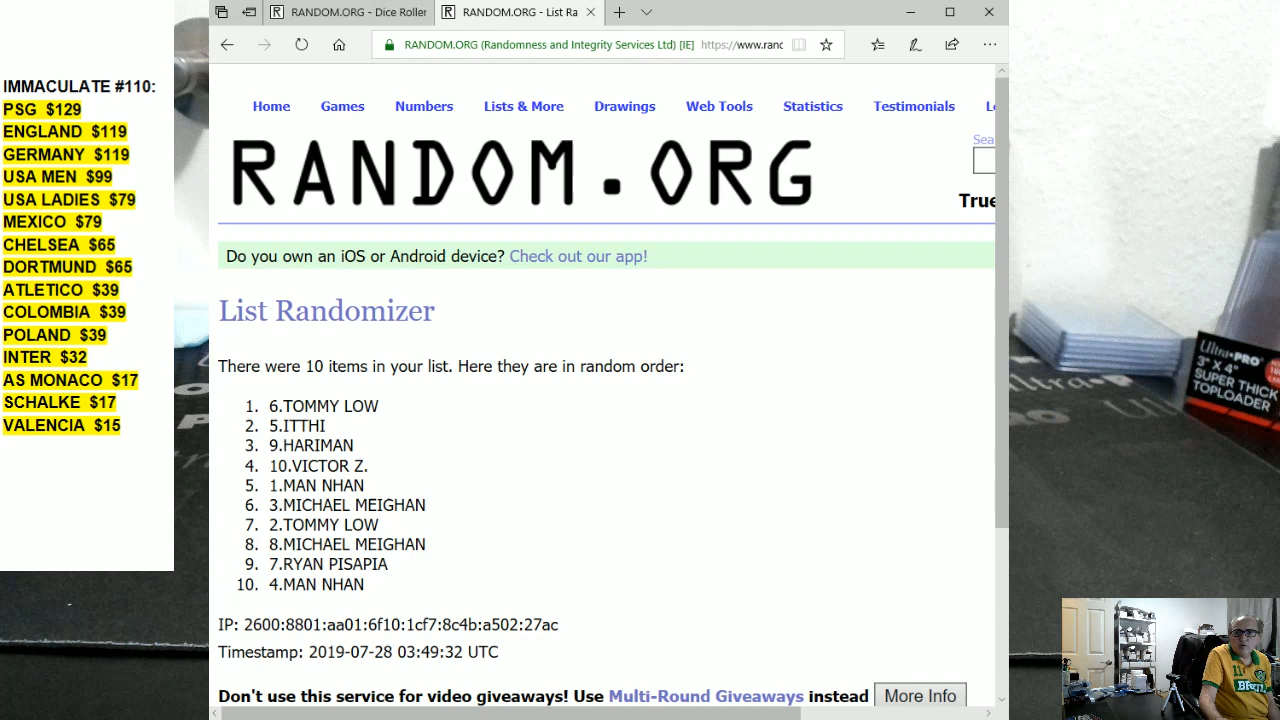 IMMACULATE #110:
PSG $129
ENGLAND $119
GERMANY $119
USA MEN $99
USA LADIES $79
MEXICO $79
CHELSEA $65
DORTMUND $65
ATLETICO $39
COLOMBIA $39
POLAND $39
INTER $32
AS MONACO $17
SCHALKE $17
VALENCIA $15
RANDOM.ORG - Dice Roller
RANDOM.ORG - List Ra
RANDOM.ORG (Randomness and Integrity Services Ltd) [IE] https://www.ranc
Home Games Numbers Lists & More Drawings Web Tools Statistics Testimonials
RANDOM.ORG
Sea
True
Do you own an iOS or Android device? Check out our app!
List Randomizer
There were 10 items in your list. Here they are in random order:
1. 6.TOMMY LOW
2. 5.ITTHI
3. 9.HARIMAN
4. 10.VICTOR Z.
5. 1.MAN NHAN
6. 3.MICHAEL MEIGHAN
7. 2.TOMMY LOW
8. 8.MICHAEL MEIGHAN
9. 7.RYAN PISAPIA
10. 4.MAN NHAN
IP: 2600:8801:aa01:6f10:1cf7:8c4b:a502:27ac
Timestamp: 2019-07-28 03:49:32 UTC
Don't use this service for video giveaways! Use Multi-Round Giveaways instead More Info
Ultra•PRO
3" X 4"
SUPER THICK
TOPLOADER